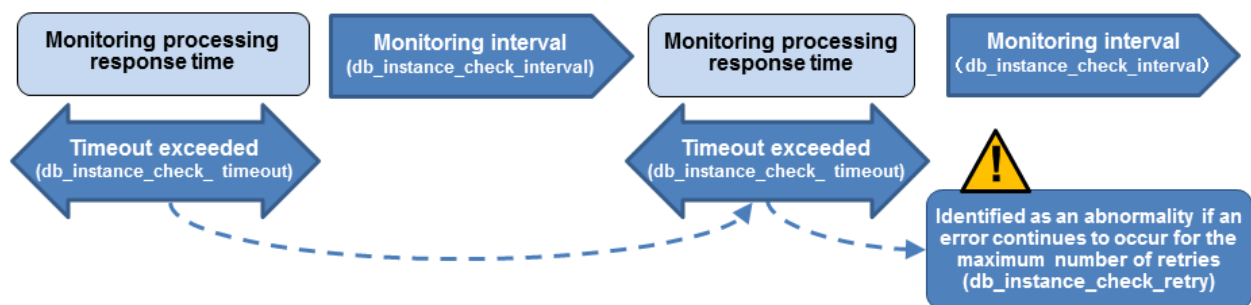 Monitoring processing
response time
Monitoring interval
(db_instance_check_interval)
Monitoring processing
response time
Monitoring interval
（db_instance_check_interval）
Timeout exceeded
(db_instance_check_ timeout)
Timeout exceeded
(db_instance_check_ timeout)
!
Identified as an abnormality if an
error continues to occur for the
maximum number of retries
(db_instance_check_retry)